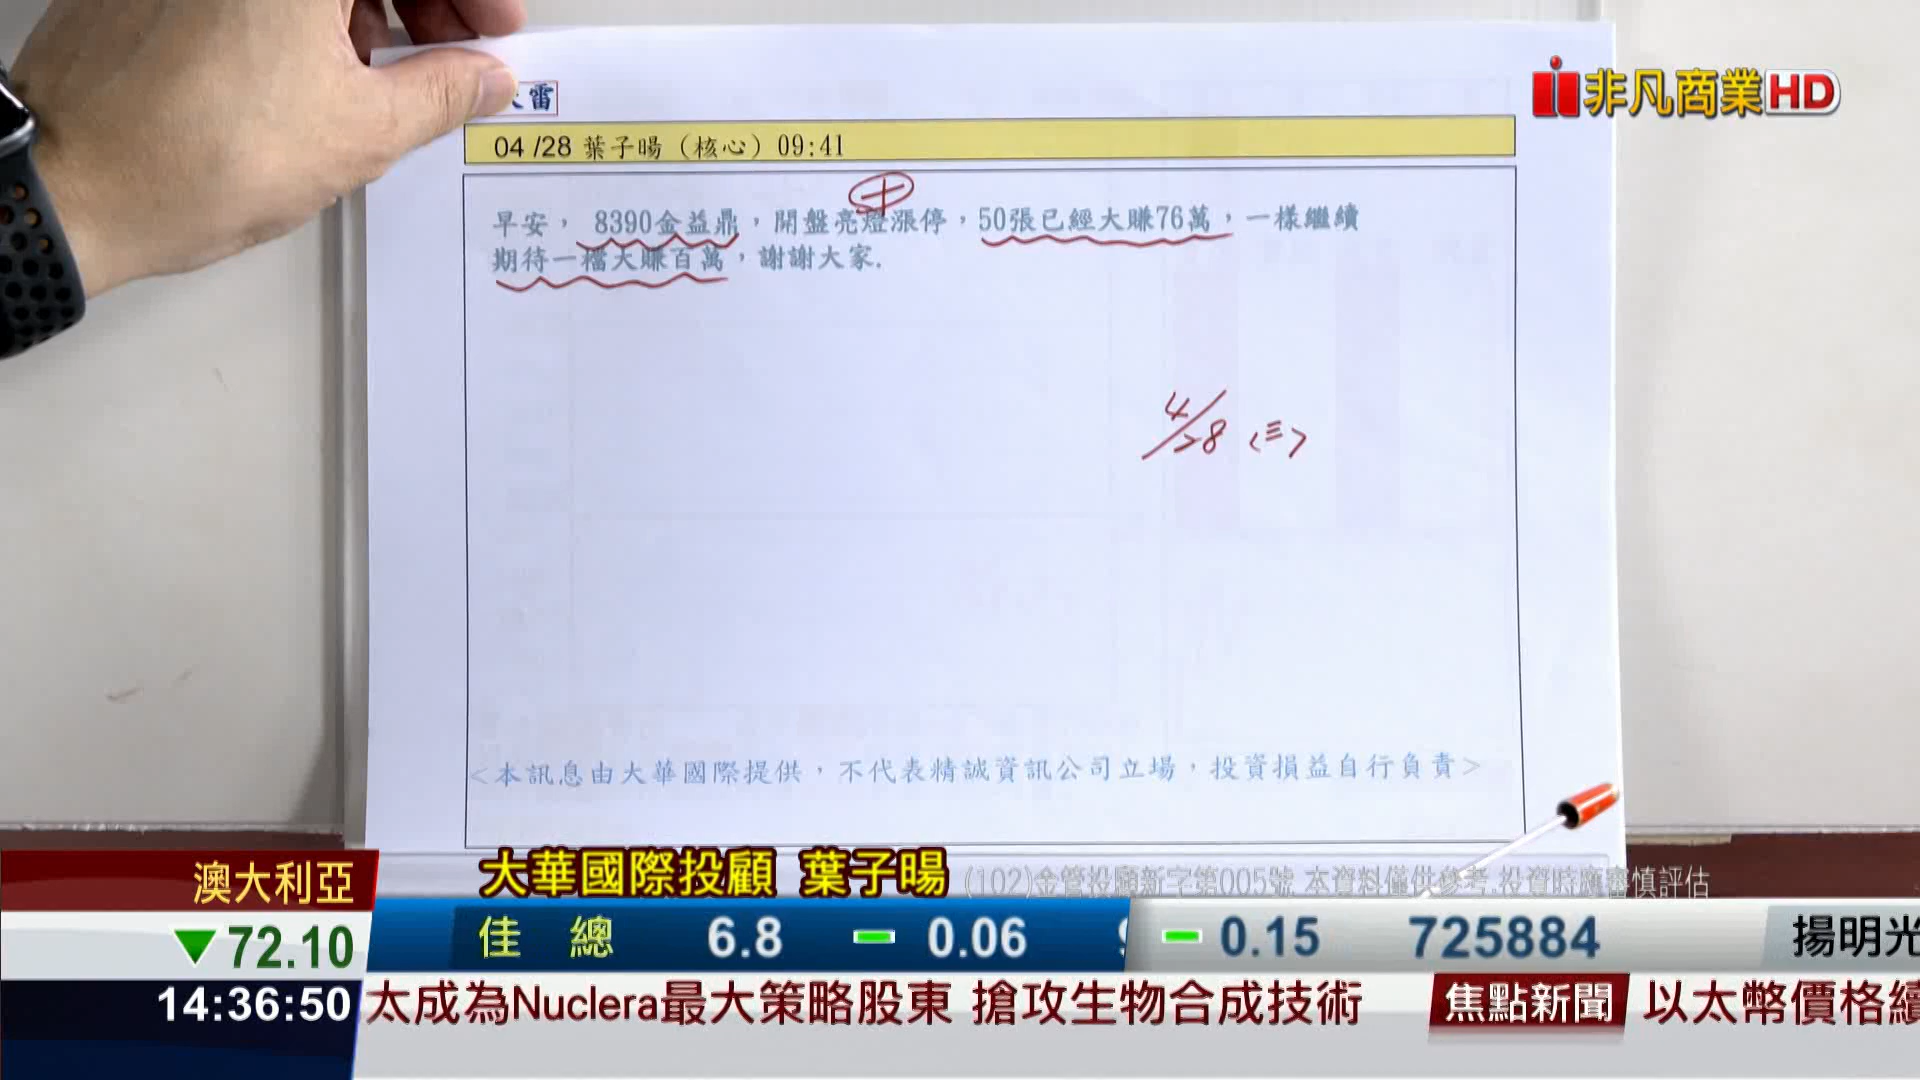 雷
非凡商業HD
04 /28 葉子暘（核心）09:41
早安， 8390金益鼎，開盤亮燈漲停，50張已經大賺76萬，一樣繼續
期待一檔大賺百萬，謝謝大家.
4/28 (三)
<本訊息由大華國際提供，不代表精誠資訊公司立場，投資損益自行負責>
大華國際投顧 葉子暘
(102)金管投顧新字第005號 本資料僅供參考,投資時應審慎評估
澳大利亞
▼72.10
佳 總 6.8 0.06
0.15 725884 揚明光
14:36:50
太成為Nuclera最大策略股東 搶攻生物合成技術
焦點新聞 以太幣價格